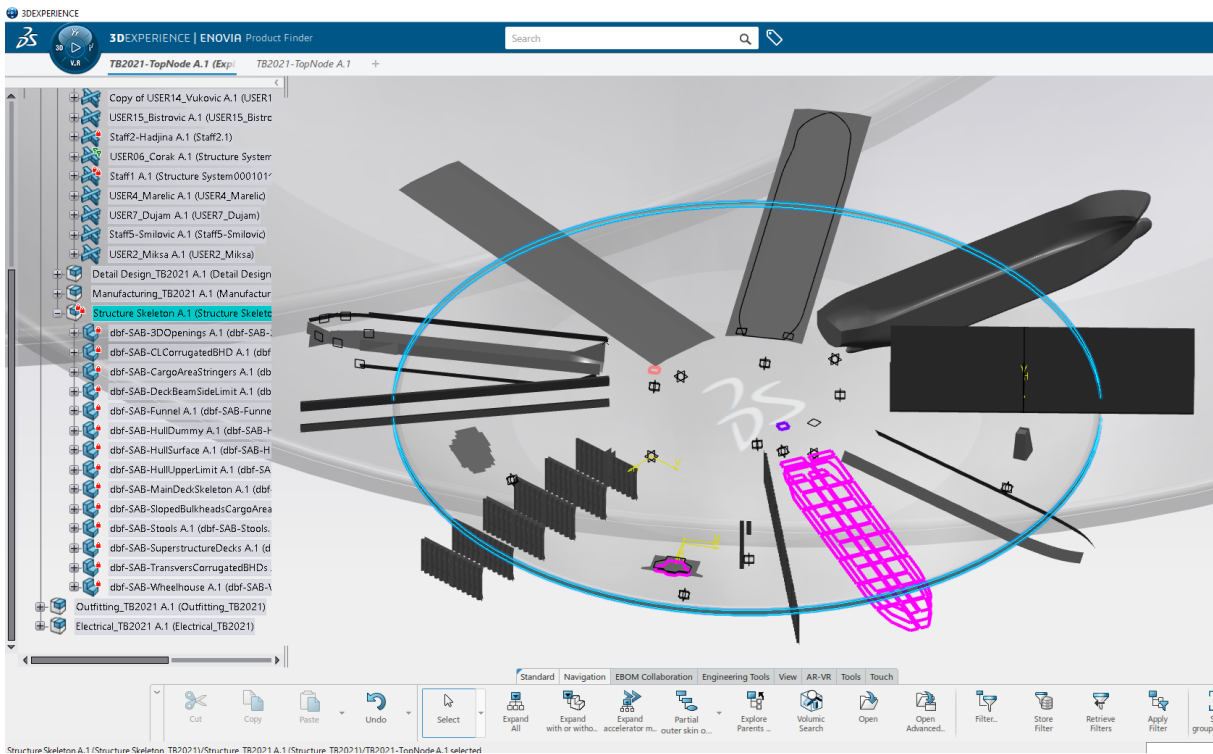 3DEXPERIENCE
3DEXPERIENCE | ENOVIA Product Finder
Search
3D
V.R
TB2021-TopNode A.1 (Expl
TB2021-TopNode A.1
+
Copy of USER14_Vukovic A.1 (USER1
USER15_Bistrovic A.1 (USER15_Bistro
Staff2-Hadjina A.1 (Staff2.1)
USER06_Corak A.1 (Structure System
Staff1 A.1 (Structure System000101
USER4_Marelic A.1 (USER4_Marelic)
USER7_Dujam A.1 (USER7_Dujam)
Staff5-Smilovic A.1 (Staff5-Smilovic)
USER2_Miksa A.1 (USER2_Miksa)
Detail Design_TB2021 A.1 (Detail Design
Manufacturing_TB2021 A.1 (Manufactur
Structure Skeleton A.1 (Structure Skeleto
dbf-SAB-3DOpenings A.1 (dbf-SAB-
dbf-SAB-CLCorrugatedBHD A.1 (dbf
dbf-SAB-CargoAreaStringers A.1 (db
dbf-SAB-DeckBeamSideLimit A.1 (db
dbf-SAB-Funnel A.1 (dbf-SAB-Funne
dbf-SAB-HullDummy A.1 (dbf-SAB-H
dbf-SAB-HullSurface A.1 (dbf-SAB-H
dbf-SAB-HullUpperLimit A.1 (dbf-SA
dbf-SAB-MainDeckSkeleton A.1 (dbf-
dbf-SAB-SlopedBulkheadsCargoArea
dbf-SAB-Stools A.1 (dbf-SAB-Stools.
dbf-SAB-SuperstructureDecks A.1 (d
dbf-SAB-TransversCorrugatedBHDs
dbf-SAB-Wheelhouse A.1 (dbf-SAB-W
Outfitting_TB2021 A.1 (Outfitting_TB2021)
Electrical_TB2021 A.1 (Electrical_TB2021)
Standard Navigation EBOM Collaboration Engineering Tools View AR-VR Tools Touch
Cut Copy Paste Undo Select
Expand All
Expand with or witho...
Expand accelerator m...
Partial outer skin o...
Explore Parents ...
Volumic Search
Open
Open Advanced...
Filter...
Store Filter
Retrieve Filters
Apply Filter
group
Structure Skeleton A.1 (Structure Skeleton_TB2021)/Structure_TB2021 A.1 (Structure_TB2021)/TB2021-TopNode A.1 selected